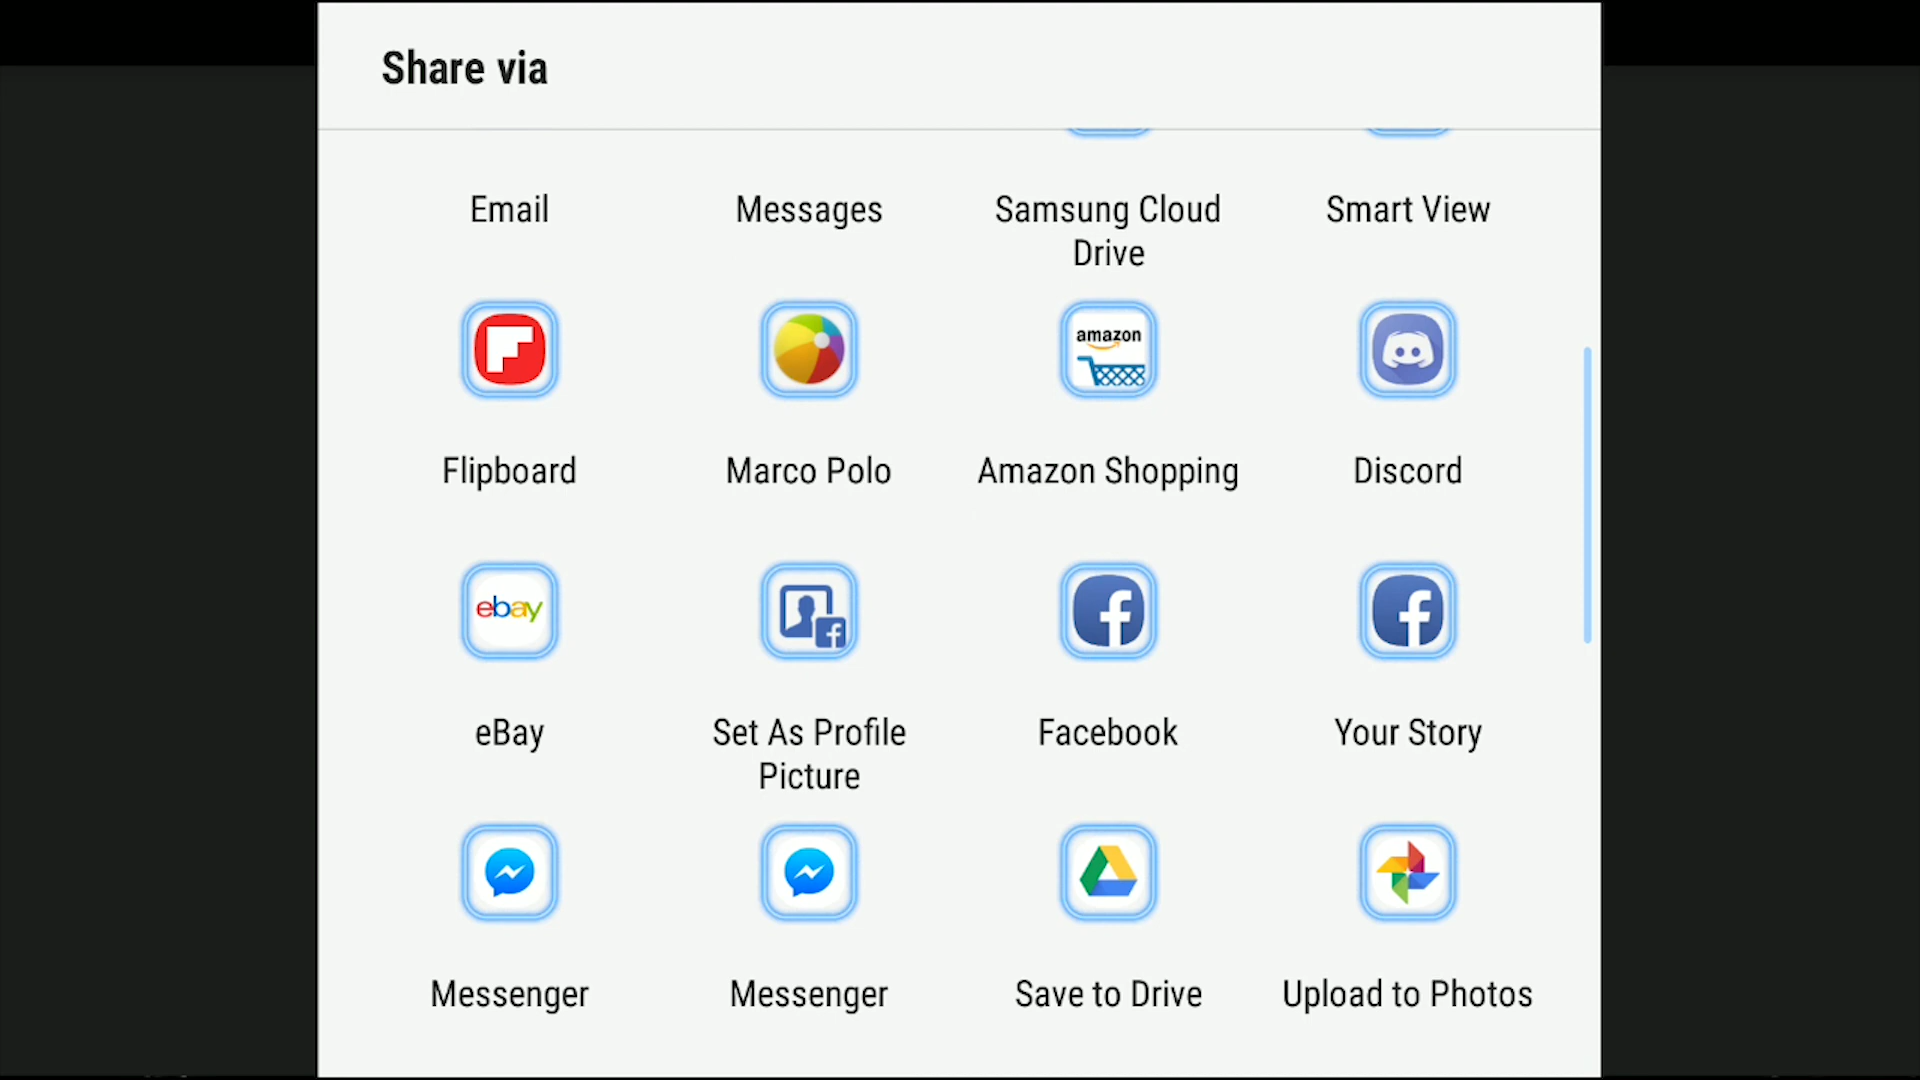 Share via
Email
Messages
Samsung Cloud
Drive
Smart View
amazon
Flipboard
Marco Polo
Amazon Shopping
Discord
ebay
eBay
Set As Profile
Picture
Facebook
Your Story
Messenger
Messenger
Save to Drive
Upload to Photos